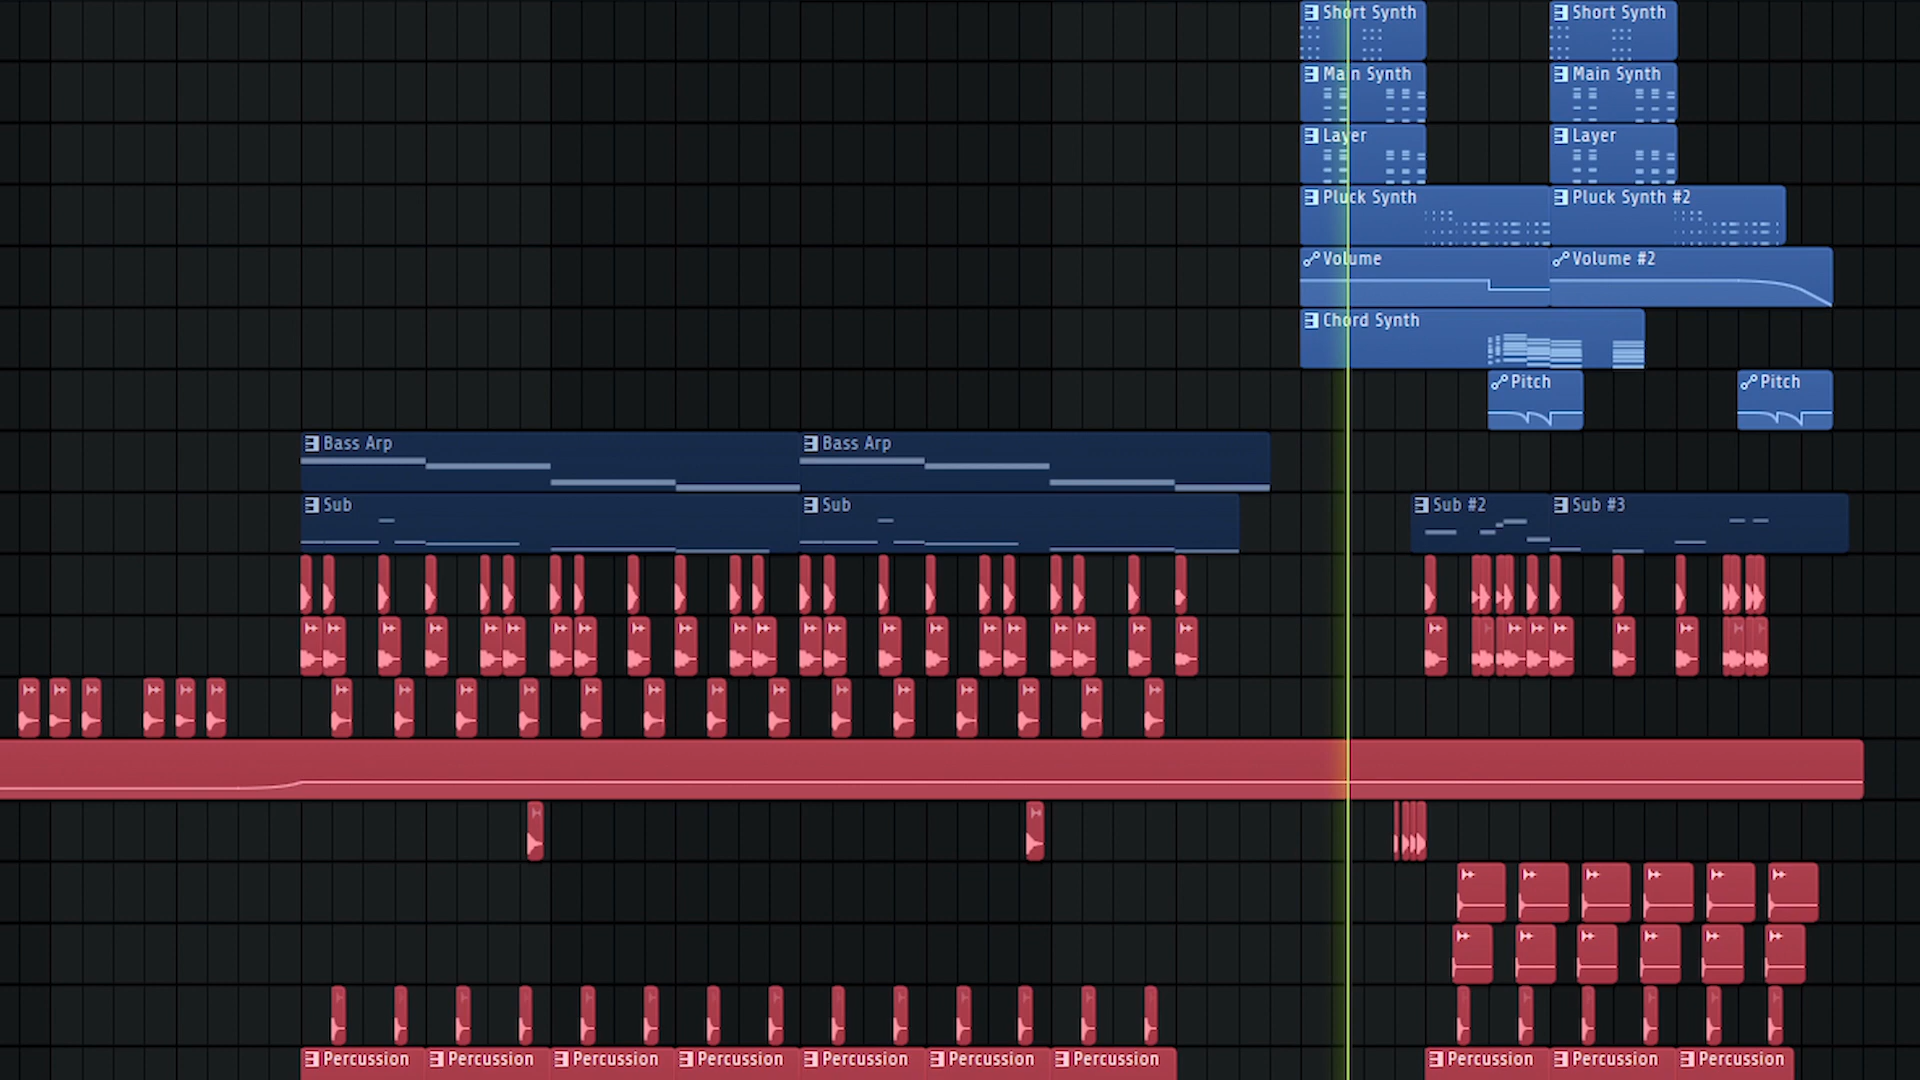 Short Synth Short Synth
Main Synth Main Synth
Layer Layer
Pluck Synth Pluck Synth #2
Volume Volume #2
Chord Synth
Pitch Pitch
Bass Arp Bass Arp
Sub Sub Sub #2 Sub #3
Percussion Percussion Percussion Percussion Percussion Percussion Percussion Percussion Percussion Percussion